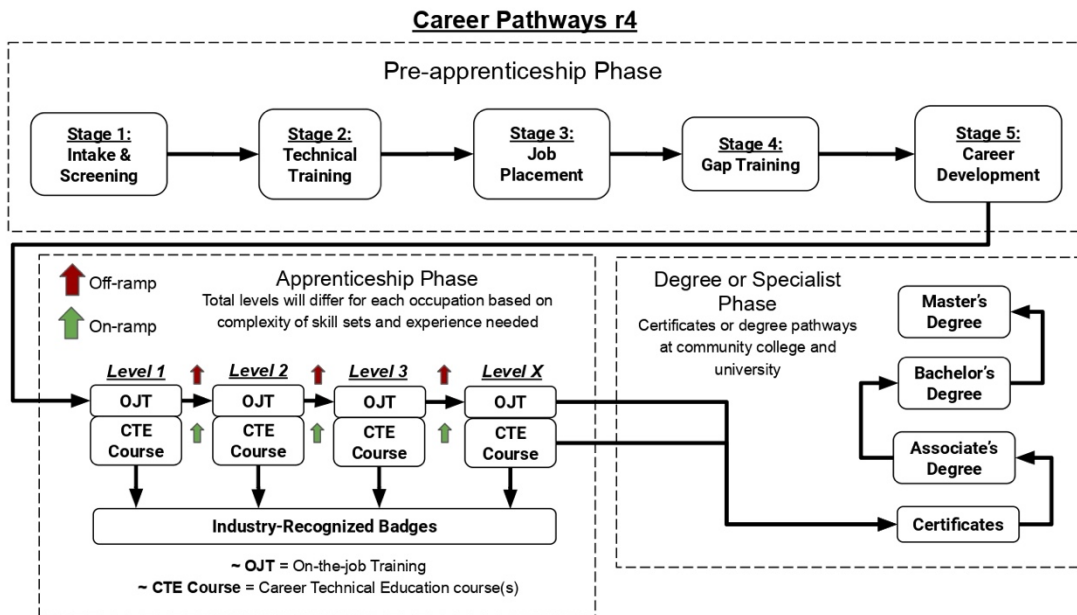 Career Pathways r4
Pre-apprenticeship Phase
Stage 1:
Intake &
Screening
Stage 2:
Technical
Training
Stage 3:
Job
Placement
Stage 4:
Gap Training
Stage 5:
Career
Development
Off-ramp
On-ramp
Apprenticeship Phase
Total levels will differ for each occupation based on
complexity of skill sets and experience needed
Level 1
Level 2
Level 3
Level X
OJT
OJT
OJT
OJT
CTE
Course
CTE
Course
CTE
Course
CTE
Course
Industry-Recognized Badges
~ OJT = On-the-job Training
~ CTE Course = Career Technical Education course(s)
Degree or Specialist
Phase
Certificates or degree pathways
at community college and
university
Master's
Degree
Bachelor's
Degree
Associate's
Degree
Certificates